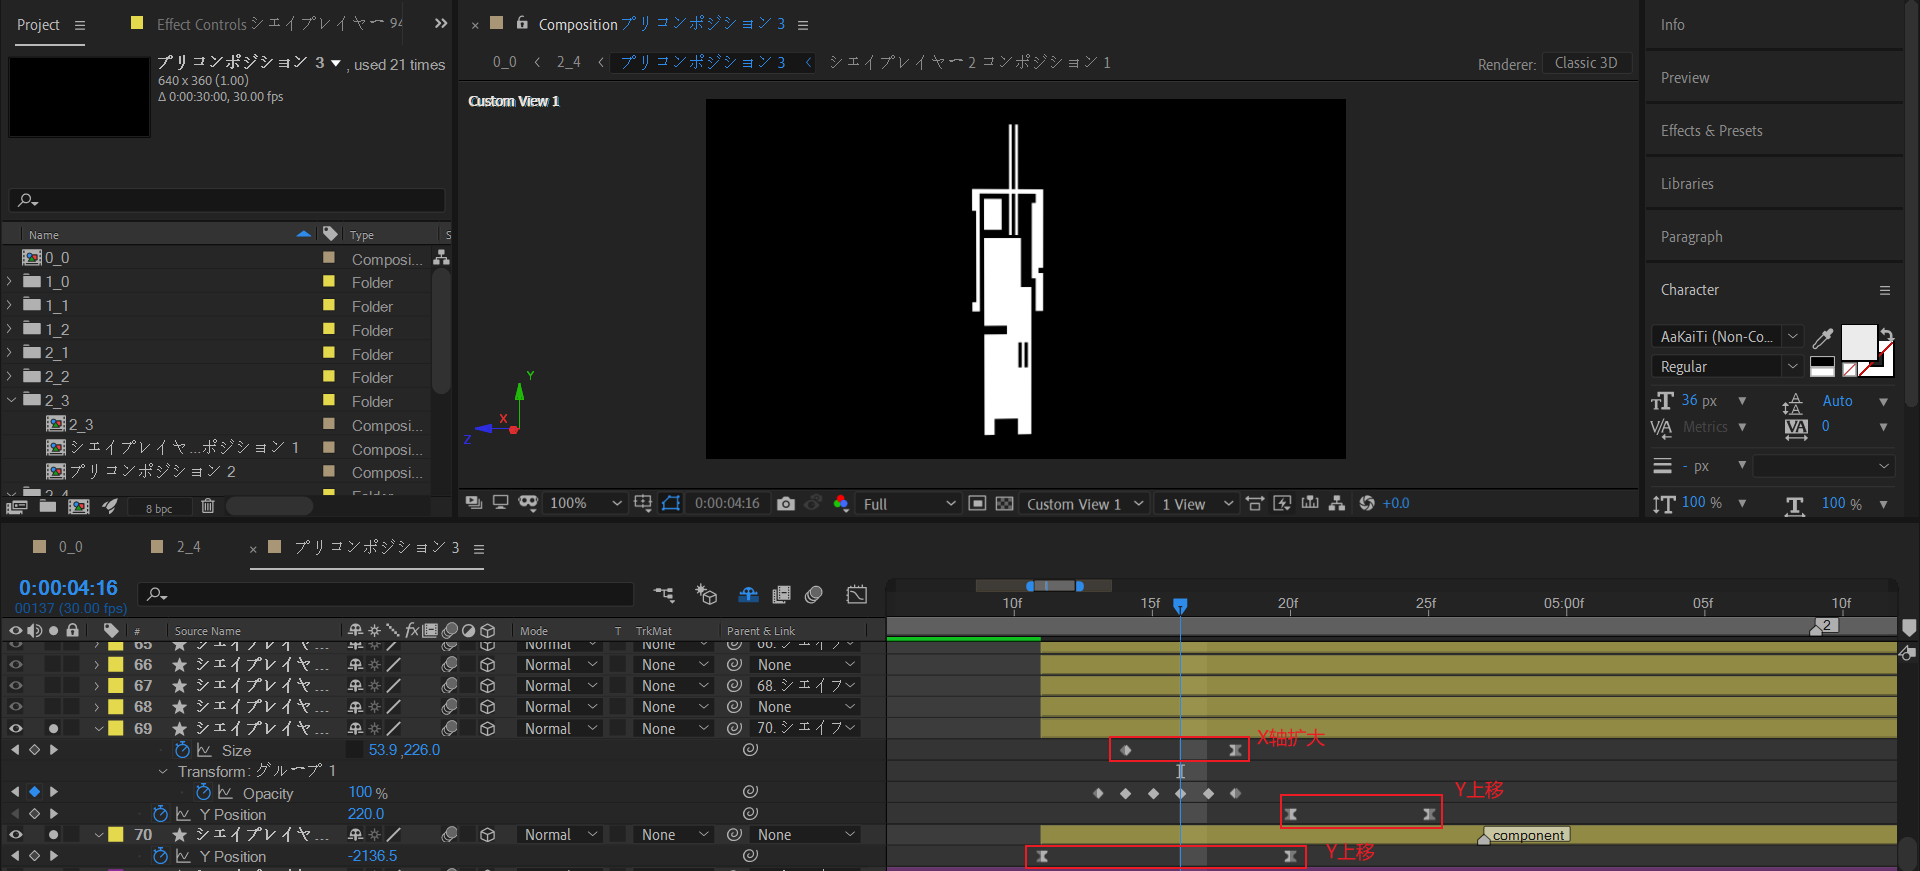 Project
Effect Controls シェイプレイヤー 94
Composition プリコンポジション 3
Info
プリコンポジション 3 , used 21 times
640 x 360 (1.00)
Δ 0:00:30:00, 30.00 fps
0_0
2_4
プリコンポジション 3
シェイプレイヤー 2 コンポジション 1
Renderer:
Classic 3D
Preview
Custom View 1
Effects & Presets
Libraries
Paragraph
Name
Type
S
0_0
Composi...
1_0
Folder
1_1
Folder
1_2
Folder
2_1
Folder
2_2
Folder
2_3
Folder
2_3
Composi...
シェイプレイヤ...ポジション 1
Composi...
プリコンポジション 2
Composi...
2_4
Folder
8 bpc
Y
X
Z
100%
0:00:04:16
Full
Custom View 1
1 View
+0.0
Character
AaKaiTi (Non-Co...
Regular
36 px
Auto
Metrics
0
- px
100 %
100 %
0_0
2_4
プリコンポジション 3
0:00:04:16
00137 (30.00 fps)
10f
15f
20f
25f
05:00f
05f
10f
2
#
Source Name
Mode
T
TrkMat
Parent & Link
65
シェイプレイヤ...
Normal
None
66. シェイプ
66
シェイプレイヤ...
Normal
None
None
67
シェイプレイヤ...
Normal
None
68. シェイプ
68
シェイプレイヤ...
Normal
None
None
69
シェイプレイヤ...
Normal
None
70. シェイプ
Size
53.9 ,226.0
X轴扩大
Transform: グループ 1
Opacity
100 %
Y上移
Y Position
220.0
70
シェイプレイヤ...
Normal
None
None
component
Y Position
-2136.5
Y上移